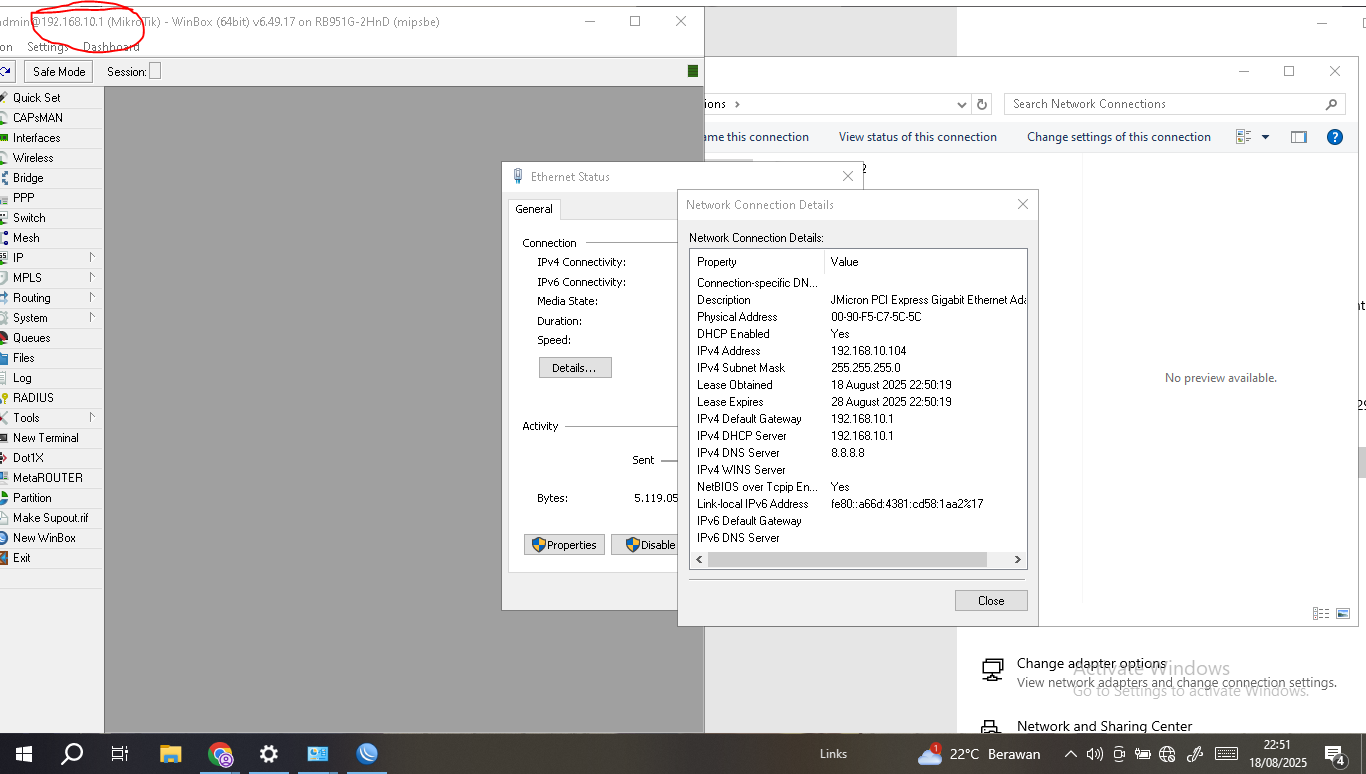 admin@192.168.10.1 (MikroTik) - WinBox (64bit) v6.49.17 on RB951G-2HnD (mipsbe)
Settings Dashboard
Safe Mode Session:
Quick Set
CAPsMAN
Interfaces
Wireless
Bridge
PPP
Switch
Mesh
IP
MPLS
Routing
System
Queues
Files
Log
RADIUS
Tools
New Terminal
Dot1X
MetaROUTER
Partition
Make Supout.rif
New WinBox
Exit
Search Network Connections
this connection View status of this connection Change settings of this connection
No preview available.
Ethernet Status
General
Connection
IPv4 Connectivity:
IPv6 Connectivity:
Media State:
Duration:
Speed:
Details...
Activity
Sent
Bytes: 5.119.05
Properties Disable
Network Connection Details
Network Connection Details:
Property Value
Connection-specific DN...
Description JMicron PCI Express Gigabit Ethernet Ada
Physical Address 00-90-F5-C7-5C-5C
DHCP Enabled Yes
IPv4 Address 192.168.10.104
IPv4 Subnet Mask 255.255.255.0
Lease Obtained 18 August 2025 22:50:19
Lease Expires 28 August 2025 22:50:19
IPv4 Default Gateway 192.168.10.1
IPv4 DHCP Server 192.168.10.1
IPv4 DNS Server 8.8.8.8
IPv4 WINS Server
NetBIOS over Tcpip En... Yes
Link-local IPv6 Address fe80::a66d:4381:cd58:1aa2%17
IPv6 Default Gateway
IPv6 DNS Server
Close
Change adapter options
View network adapters and change connection settings.
Activate Windows
Go to Settings to activate Windows.
Network and Sharing Center
Links
1
22°C Berawan
22:51
18/08/2025
4